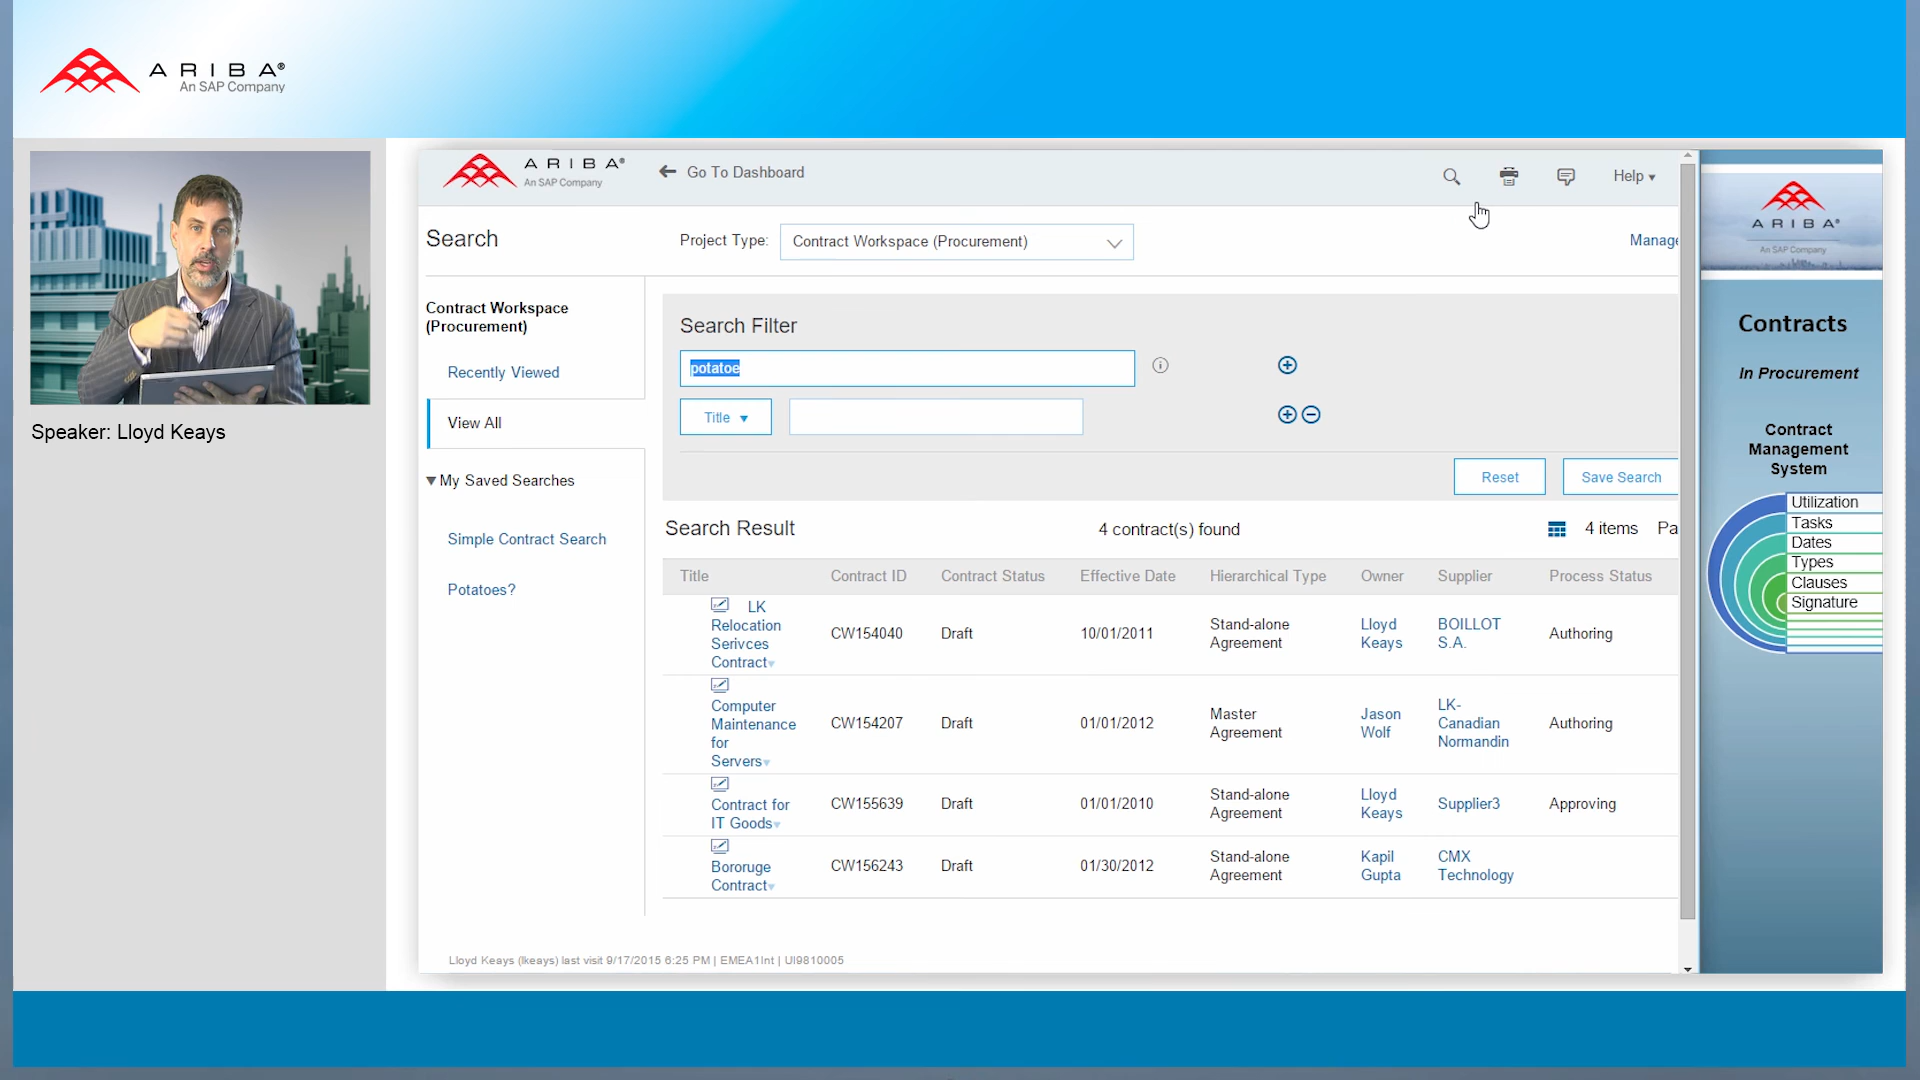 ARIBA®
An SAP Company
Speaker: Lloyd Keays
ARIBA®
An SAP Company
Go To Dashboard
Help
Search
Project Type:
Contract Workspace (Procurement)
Manage
Contract Workspace
(Procurement)
Recently Viewed
View All
My Saved Searches
Simple Contract Search
Potatoes?
Search Filter
potatoe
Title
Reset
Save Search
Search Result
4 contract(s) found
4 items
Pa
Title
Contract ID
Contract Status
Effective Date
Hierarchical Type
Owner
Supplier
Process Status
LK
Relocation
Serivces
Contract
CW154040
Draft
10/01/2011
Stand-alone
Agreement
Lloyd
Keays
BOILLOT
S.A.
Authoring
Computer
Maintenance
for
Servers
CW154207
Draft
01/01/2012
Master
Agreement
Jason
Wolf
LK-
Canadian
Normandin
Authoring
Contract for
IT Goods
CW155639
Draft
01/01/2010
Stand-alone
Agreement
Lloyd
Keays
Supplier3
Approving
Bororuge
Contract
CW156243
Draft
01/30/2012
Stand-alone
Agreement
Kapil
Gupta
CMX
Technology
Lloyd Keays (lkeays) last visit 9/17/2015 6:25 PM | EMEA1Int | UI9810005
ARIBA®
An SAP Company
Contracts
In Procurement
Contract
Management
System
Utilization
Tasks
Dates
Types
Clauses
Signature